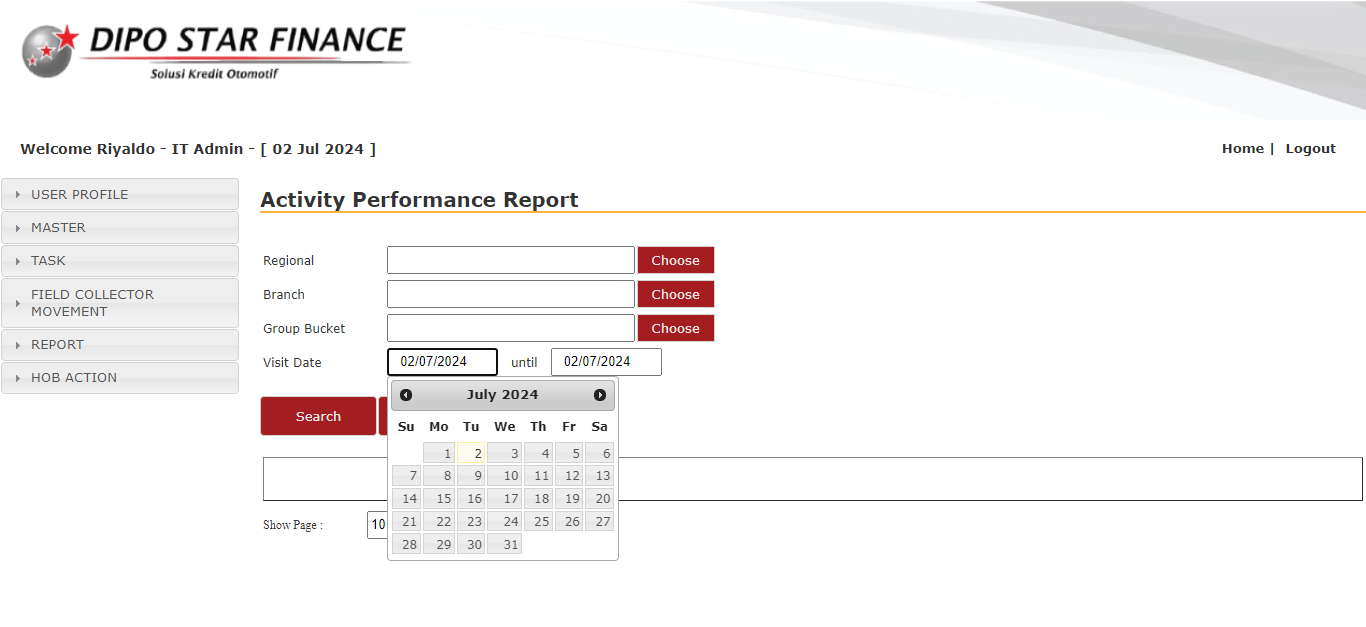 DIPO STAR FINANCE
Solusi Kredit Otomotif
Welcome Riyaldo - IT Admin - [ 02 Jul 2024 ]
Home | Logout
USER PROFILE
MASTER
TASK
FIELD COLLECTOR
MOVEMENT
REPORT
HOB ACTION
Activity Performance Report
Regional Choose
Branch Choose
Group Bucket Choose
Visit Date 02/07/2024 until 02/07/2024
Search
July 2024
Su Mo Tu We Th Fr Sa
1 2 3 4 5 6
7 8 9 10 11 12 13
14 15 16 17 18 19 20
21 22 23 24 25 26 27
28 29 30 31
Show Page : 10